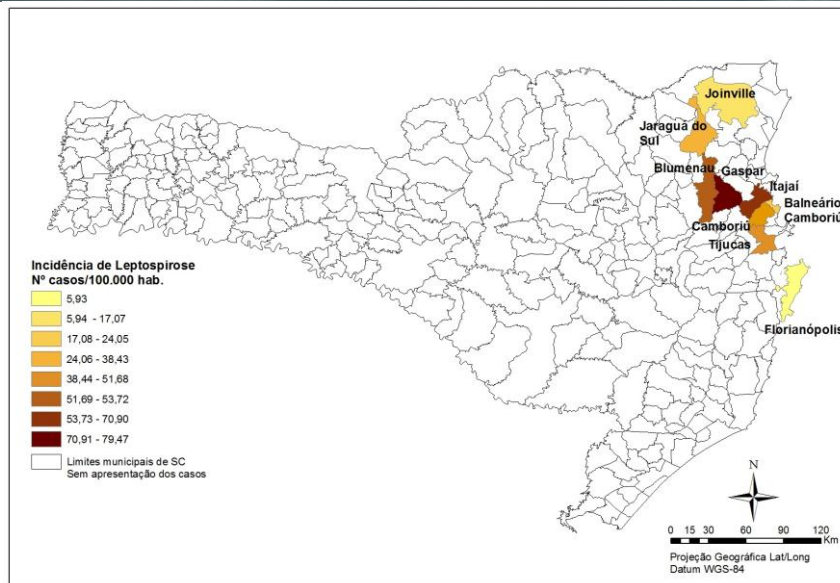 Joinville
Jaraguá do
Sul
Blumenau
Gaspar
Itajaí
Balneário
Camboriú
Camboriú
Tijucas
Florianópolis
Incidência de Leptospirose
Nº casos/100.000 hab.
5,93
5,94 - 17,07
17,08 - 24,05
24,06 - 38,43
38,44 - 51,68
51,69 - 53,72
53,73 - 70,90
70,91 - 79,47
Limites municipais de SC
Sem apresentação dos casos
N
0 15 30 60 90 120
Km
Projeção Geográfica Lat/Long
Datum WGS-84